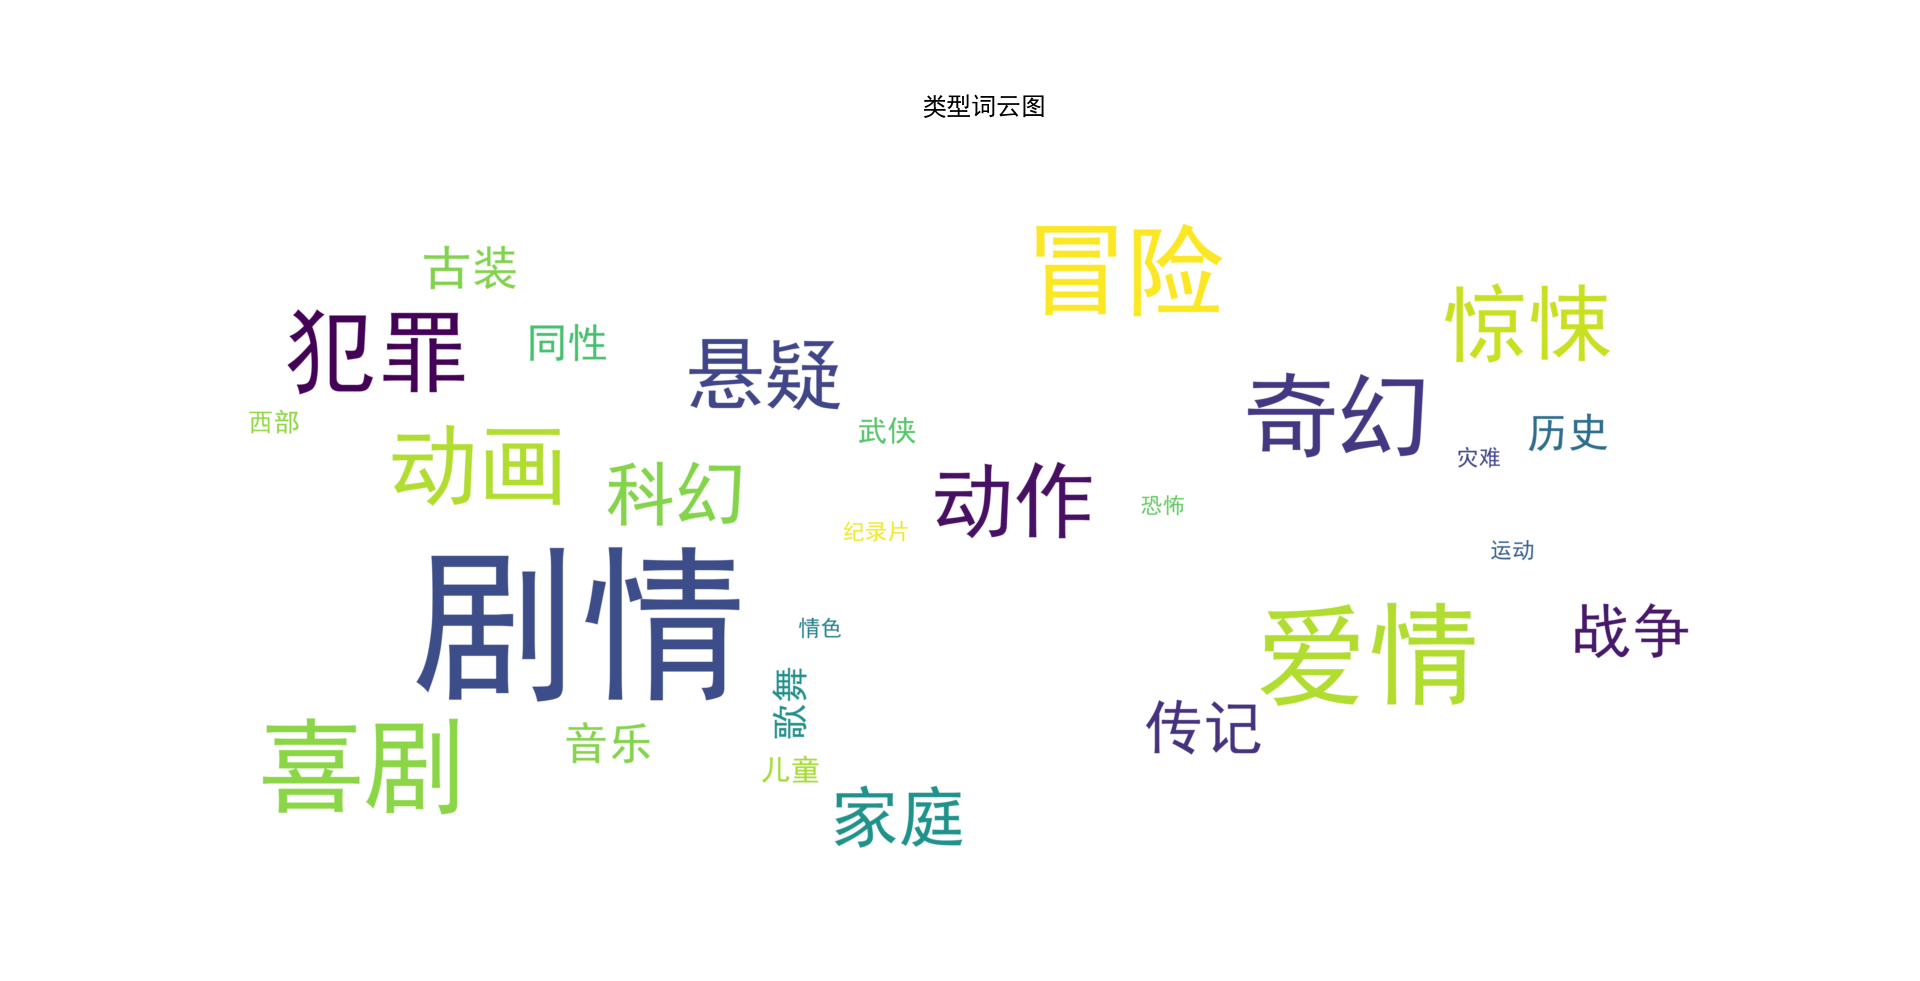 类型词云图
冒险
古装
惊悚
犯罪
同性
悬疑
奇幻
西部
武侠
历史
动画
灾难
科幻
动作
恐怖
纪录片
运动
剧情
情色
爱情
战争
歌舞
传记
喜剧
音乐
儿童
家庭